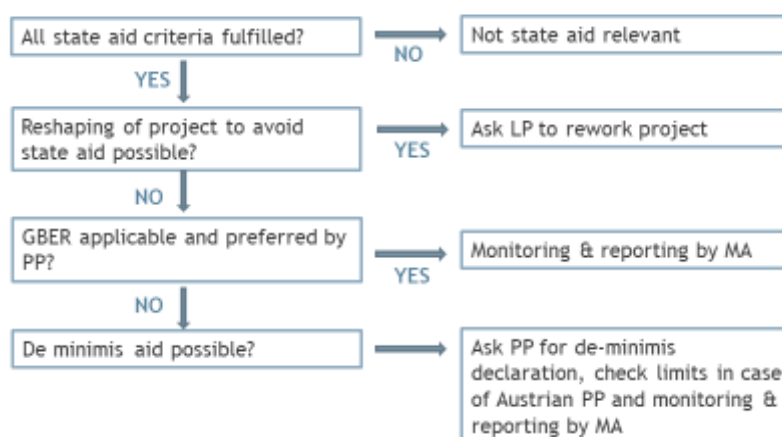 All state aid criteria fulfilled?
NO
Not state aid relevant
YES
Reshaping of project to avoid
state aid possible?
YES
Ask LP to rework project
NO
GBER applicable and preferred by
PP?
YES
Monitoring & reporting by MA
NO
De minimis aid possible?
Ask PP for de-minimis
declaration, check limits in case
of Austrian PP and monitoring &
reporting by MA